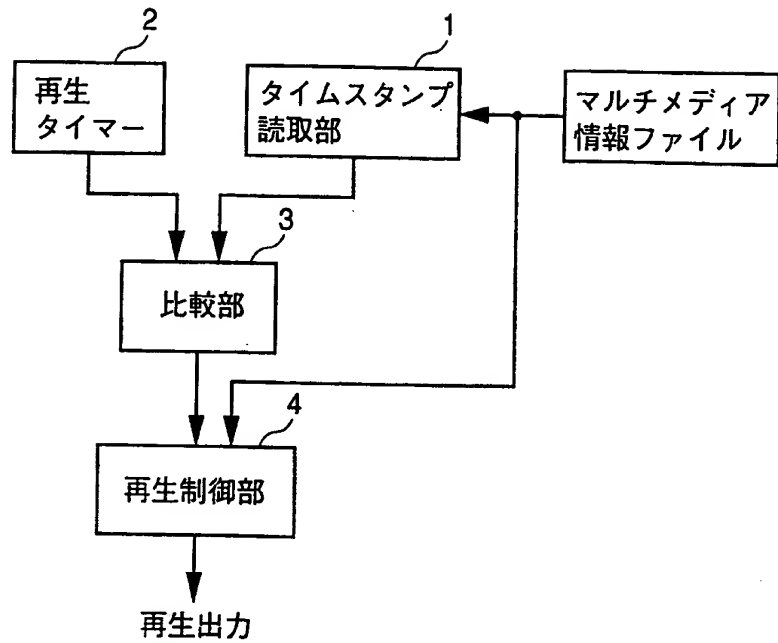 2
再生
タイマー
1
タイムスタンプ
読取部
マルチメディア
情報ファイル
3
比較部
4
再生制御部
再生出力